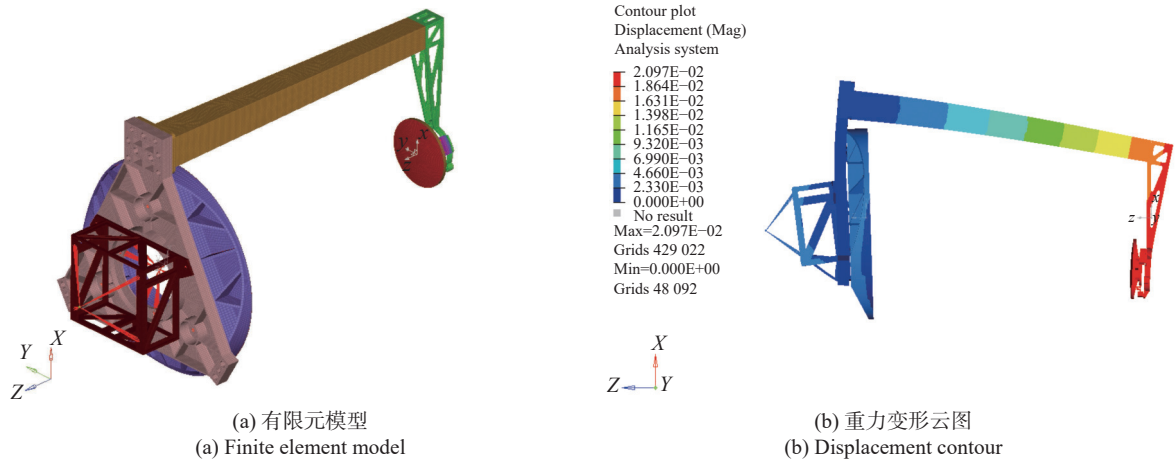 x
y
z
X
Y
Z
(a) 有限元模型
(a) Finite element model
Contour plot
Displacement (Mag)
Analysis system
2.097E−02
1.864E−02
1.631E−02
1.398E−02
1.165E−02
9.320E−03
6.990E−03
4.660E−03
2.330E−03
0.000E+00
No result
Max=2.097E−02
Grids 429 022
Min=0.000E+00
Grids 48 092
x
z y
X
Z Y
(b) 重力变形云图
(b) Displacement contour